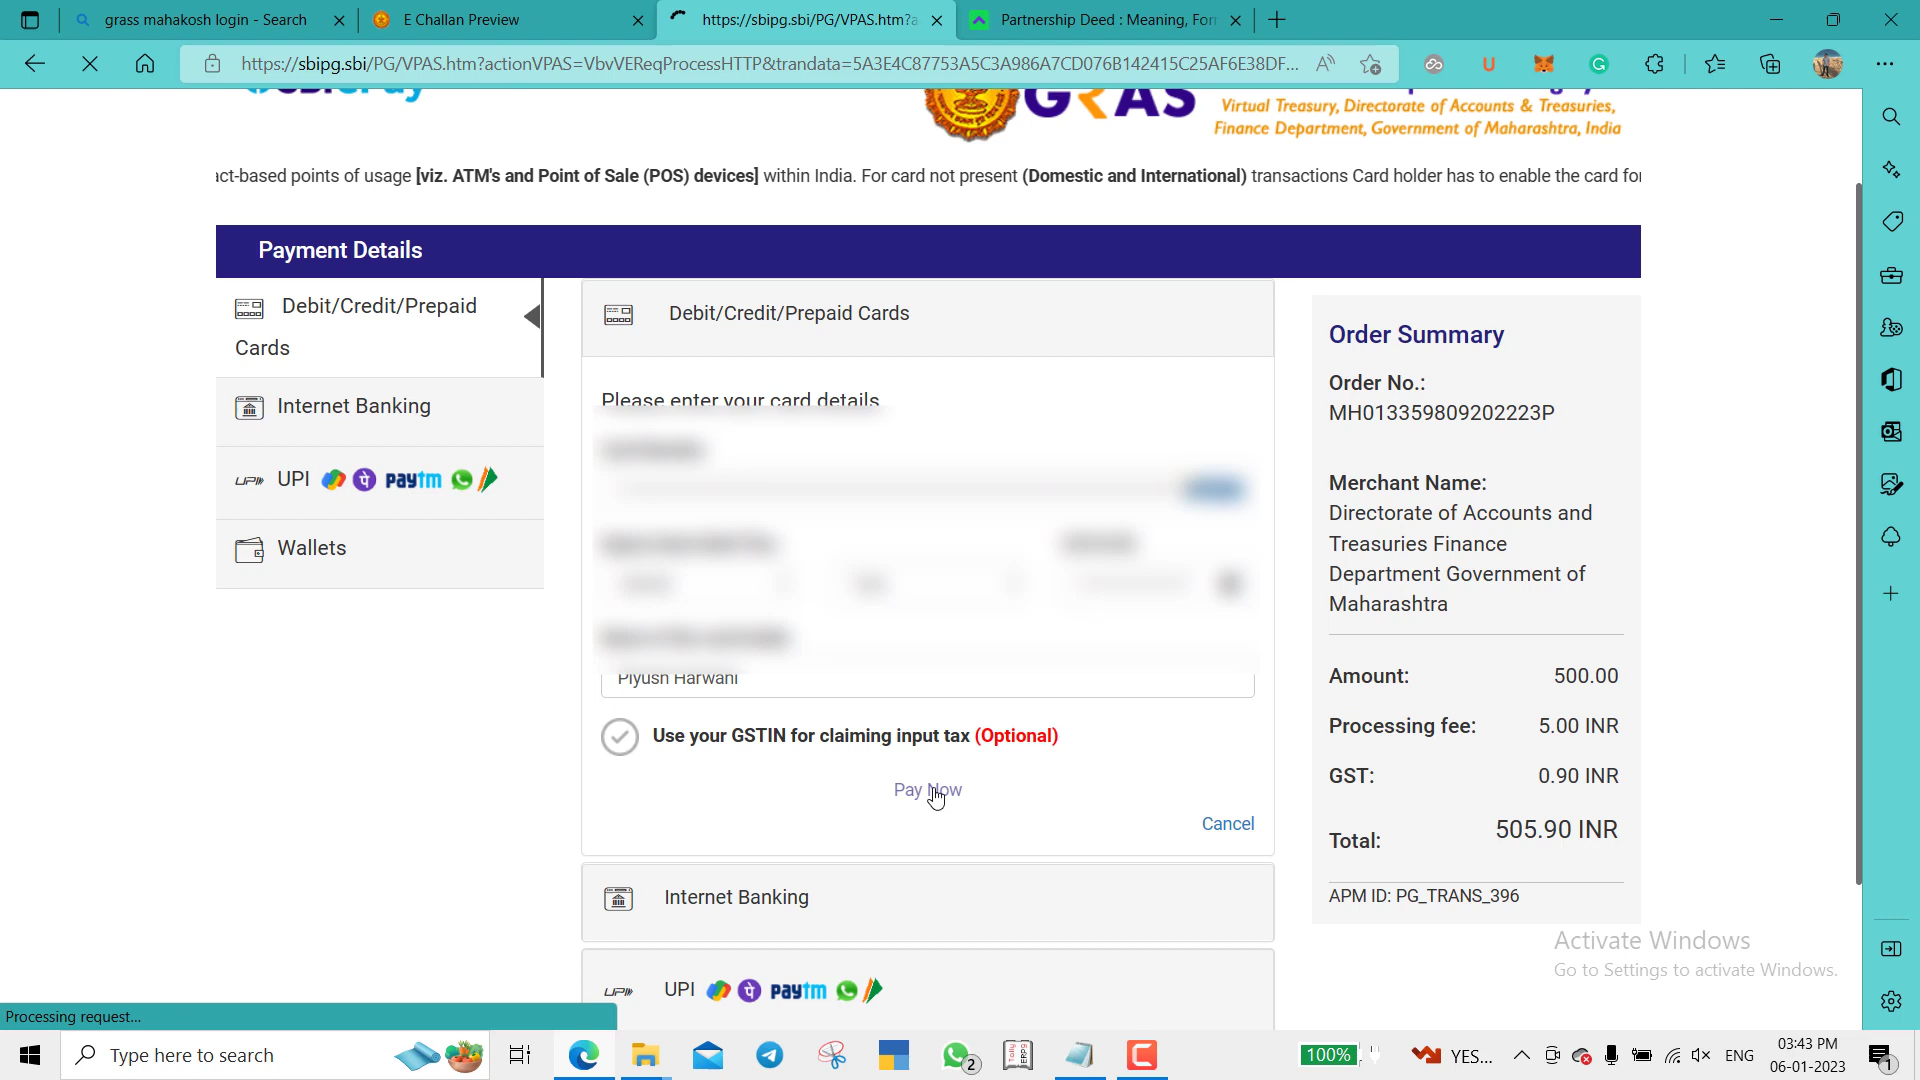 grass mahakosh login - Search
E Challan Preview
https://sbipg.sbi/PG/VPAS.htm?a
Partnership Deed : Meaning, For
https://sbipg.sbi/PG/VPAS.htm?actionVPAS=VbvVEReqProcessHTTP&trandata=5A3E4C87753A5C3A986A7CD076B142415C25AF6E38DF...
GRAS
Virtual Treasury, Directorate of Accounts & Treasuries,
Finance Department, Government of Maharashtra, India
act-based points of usage [viz. ATM's and Point of Sale (POS) devices] within India. For card not present (Domestic and International) transactions Card holder has to enable the card for
Payment Details
Debit/Credit/Prepaid
Cards
Internet Banking
UPI UPI paytm
Wallets
Debit/Credit/Prepaid Cards
Please enter your card details
Piyush Harwani
Use your GSTIN for claiming input tax (Optional)
Pay Now
Cancel
Internet Banking
UPI UPI paytm
Order Summary
Order No.:
MH013359809202223P
Merchant Name:
Directorate of Accounts and
Treasuries Finance
Department Government of
Maharashtra
Amount: 500.00
Processing fee: 5.00 INR
GST: 0.90 INR
Total: 505.90 INR
APM ID: PG_TRANS_396
Activate Windows
Go to Settings to activate Windows.
Processing request...
Type here to search
2
100%
YES...
ENG
03:43 PM
06-01-2023
1